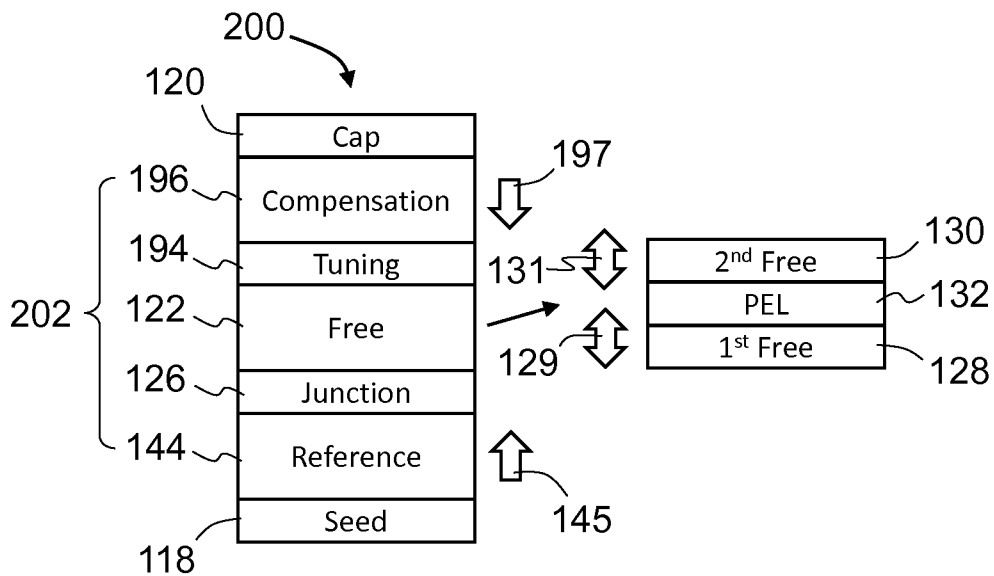 200
120
Cap
196
Compensation
197
194
Tuning
131
2nd Free
130
202
122
Free
PEL
132
129
1st Free
128
126
Junction
144
Reference
145
118
Seed